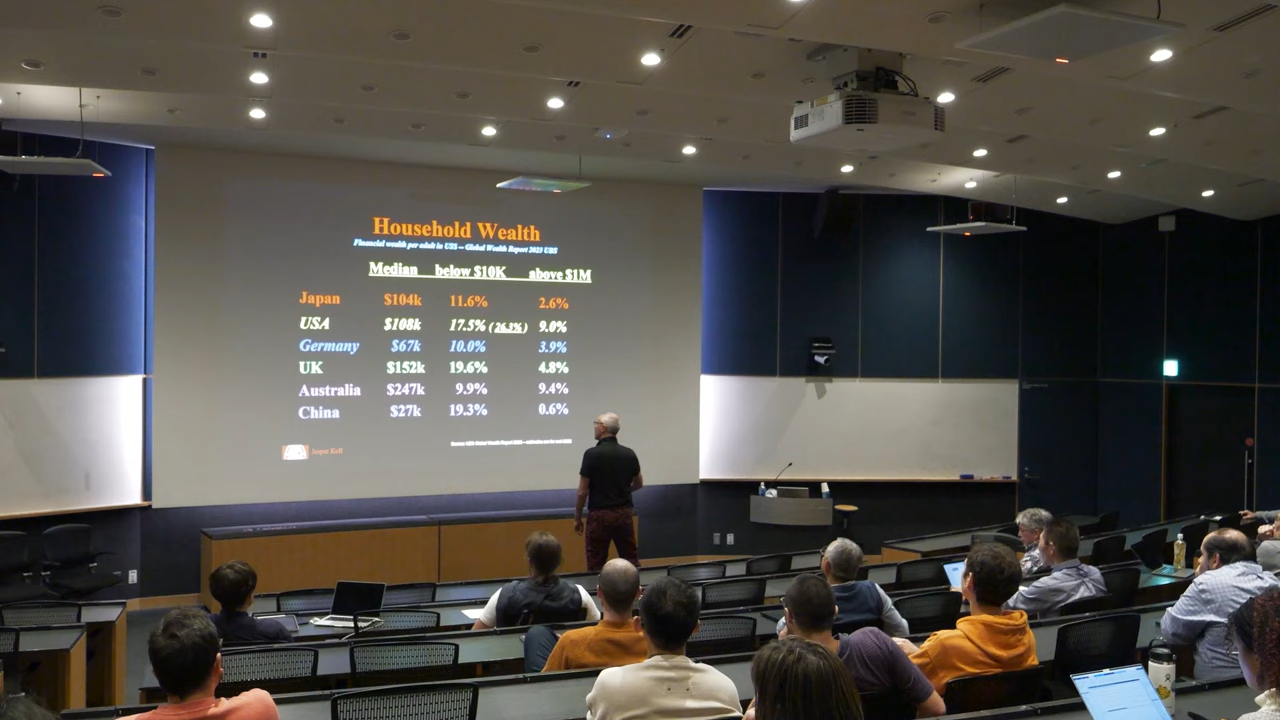 Household Wealth
Financial wealth per adult in US$ -- Global Wealth Report 2023 UBS
Median below $10K above $1M
Japan $104k 11.6% 2.6%
USA $108k 17.5% ( 26.3% ) 9.0%
Germany $67k 10.0% 3.9%
UK $152k 19.6% 4.8%
Australia $247k 9.9% 9.4%
China $27k 19.3% 0.6%